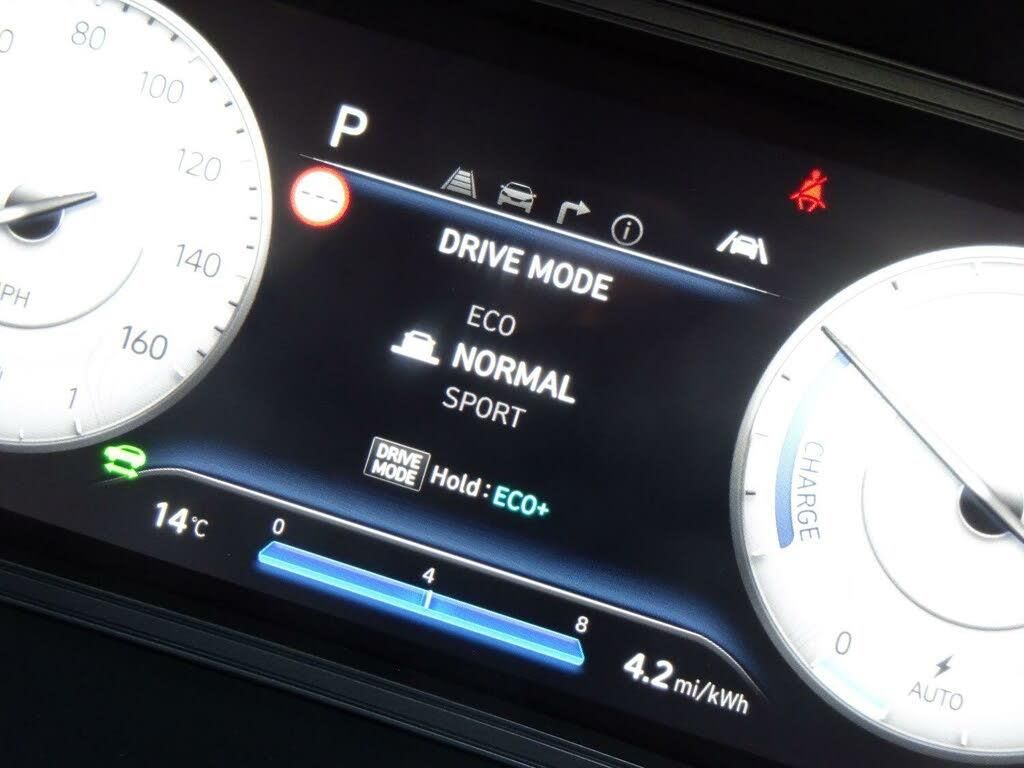 80
100
120
140
160
1
P
DRIVE MODE
ECO
NORMAL
SPORT
DRIVE
MODE
Hold : ECO+
14°C
0
4
8
4.2 mi/kWh
CHARGE
0
AUTO